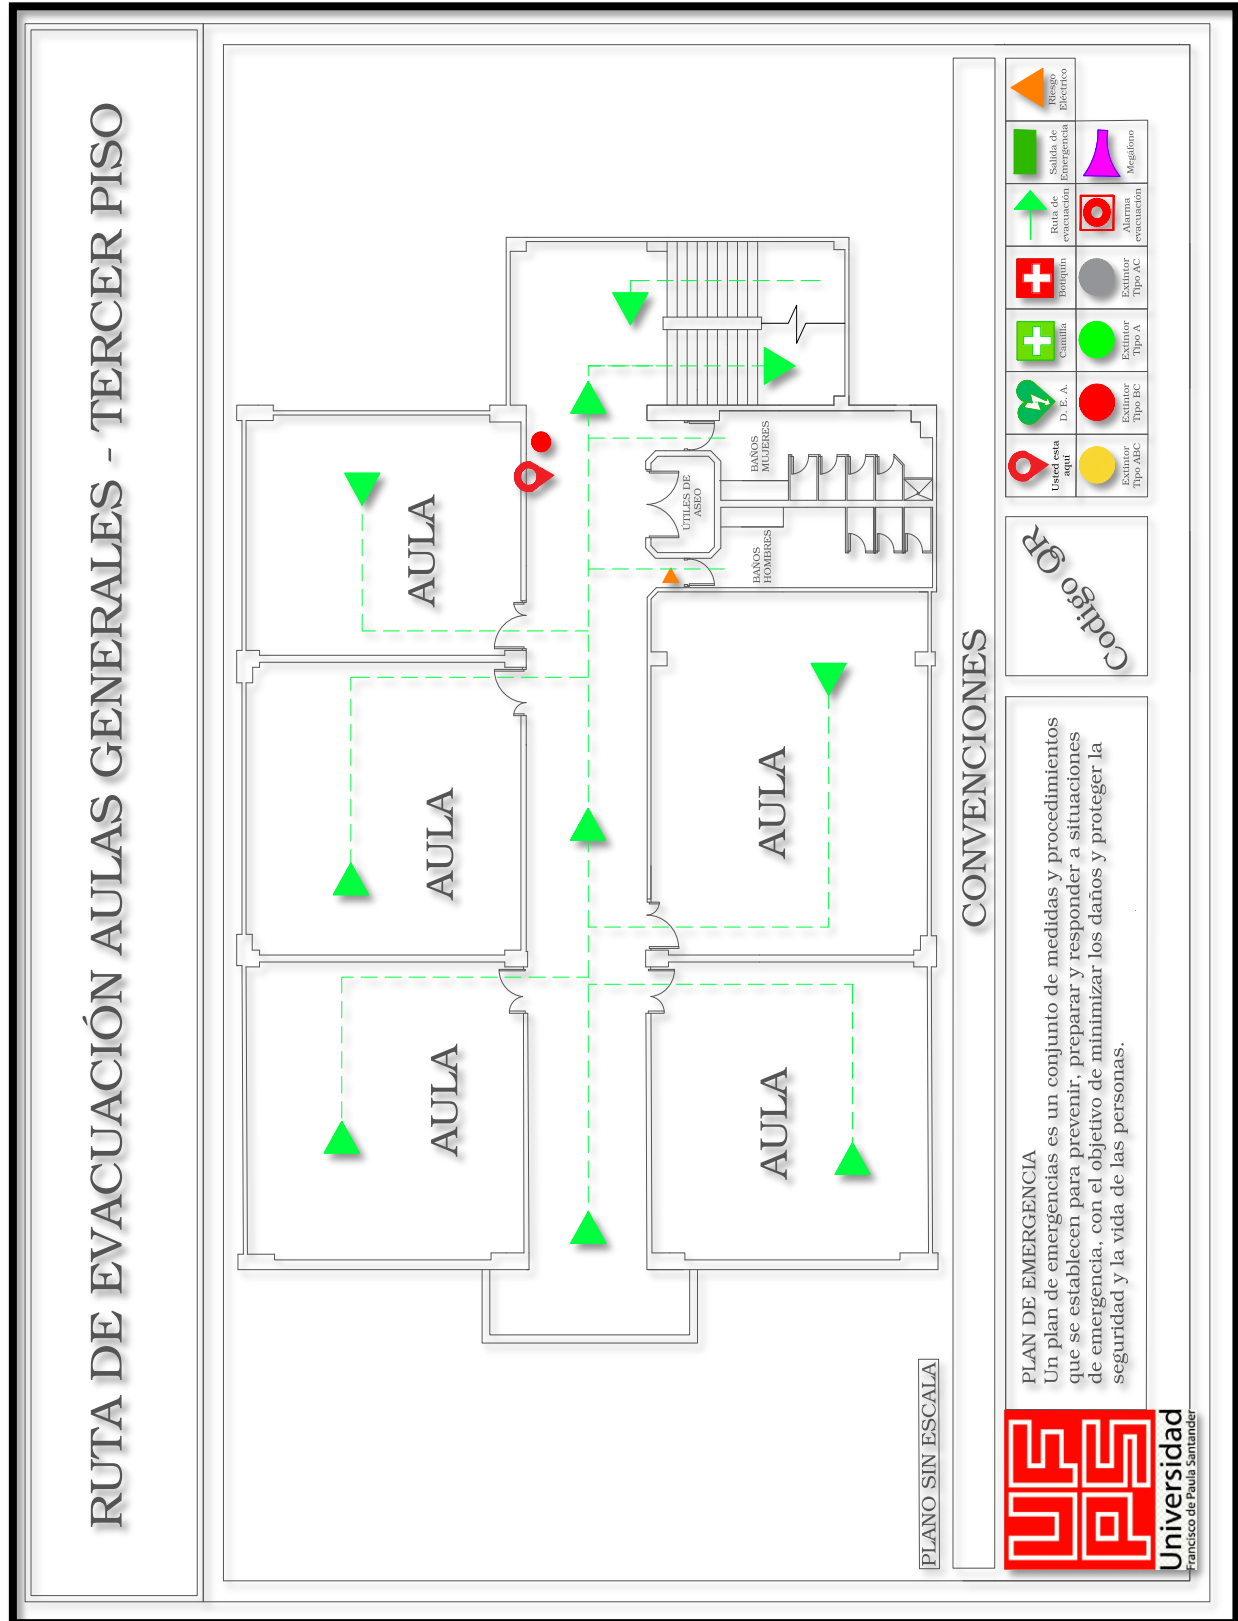 RUTA DE EVACUACIÓN AULAS GENERALES - TERCER PISO
AULA
AULA
AULA
AULA
AULA
BAÑOS
HOMBRES
UTILES DE
ASEO
BAÑOS
MUJERES
PLANO SIN ESCALA
CONVENCIONES
UFPS
Universidad
Francisco de Paula Santander
PLAN DE EMERGENCIA
Un plan de emergencias es un conjunto de medidas y procedimientos
que se establecen para prevenir, preparar y responder a situaciones
de emergencia, con el objetivo de minimizar los daños y proteger la
seguridad y la vida de las personas.
Codigo QR
Usted esta
aquí
D. E. A.
Camilla
Botiquín
Ruta de
evacuación
Salida de
Emergencia
Riesgo
Eléctrico
Extintor
Tipo ABC
Extintor
Tipo BC
Extintor
Tipo A
Extintor
Tipo AC
Alarma
evacuación
Megáfono